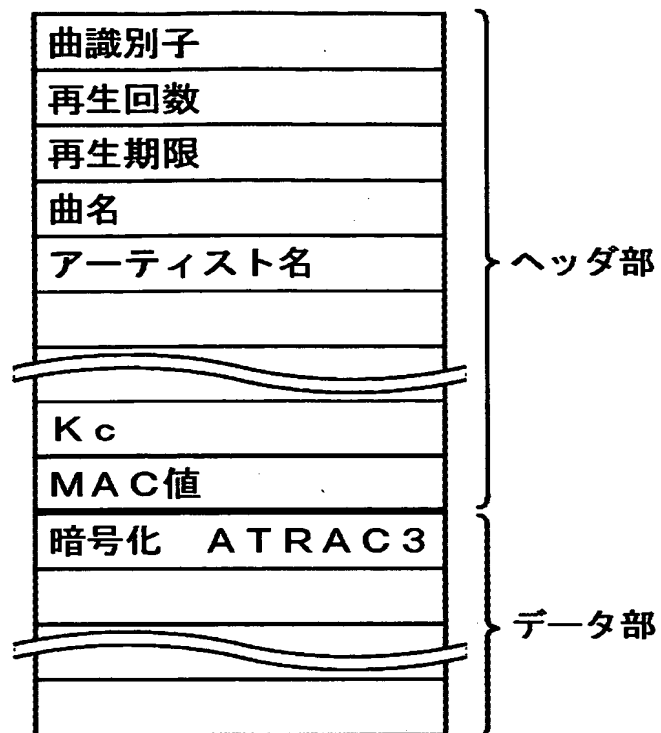 曲識別子
再生回数
再生期限
曲名
アーティスト名
ヘッダ部
Kc
MAC値
暗号化 ATRAC3
データ部